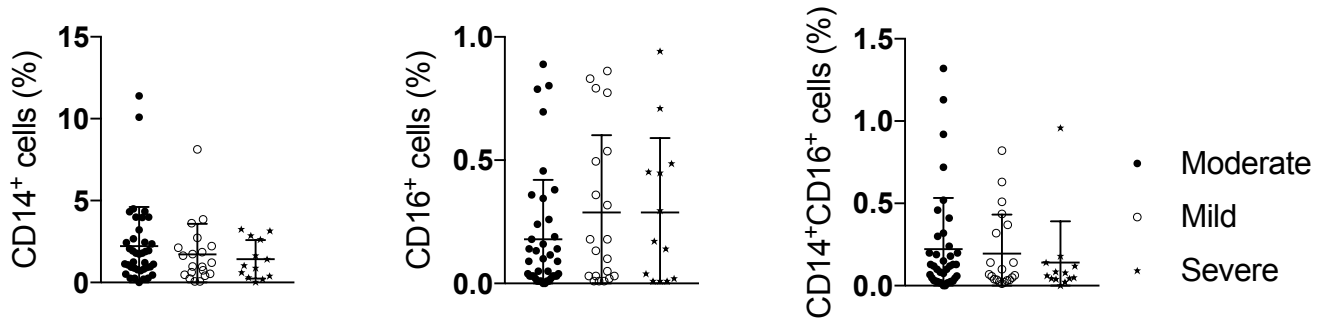 CD14+ cells (%)
15
10
5
0
CD16+ cells (%)
1.0
0.5
0.0
CD14+CD16+ cells (%)
1.5
1.0
0.5
0.0
Moderate
Mild
Severe